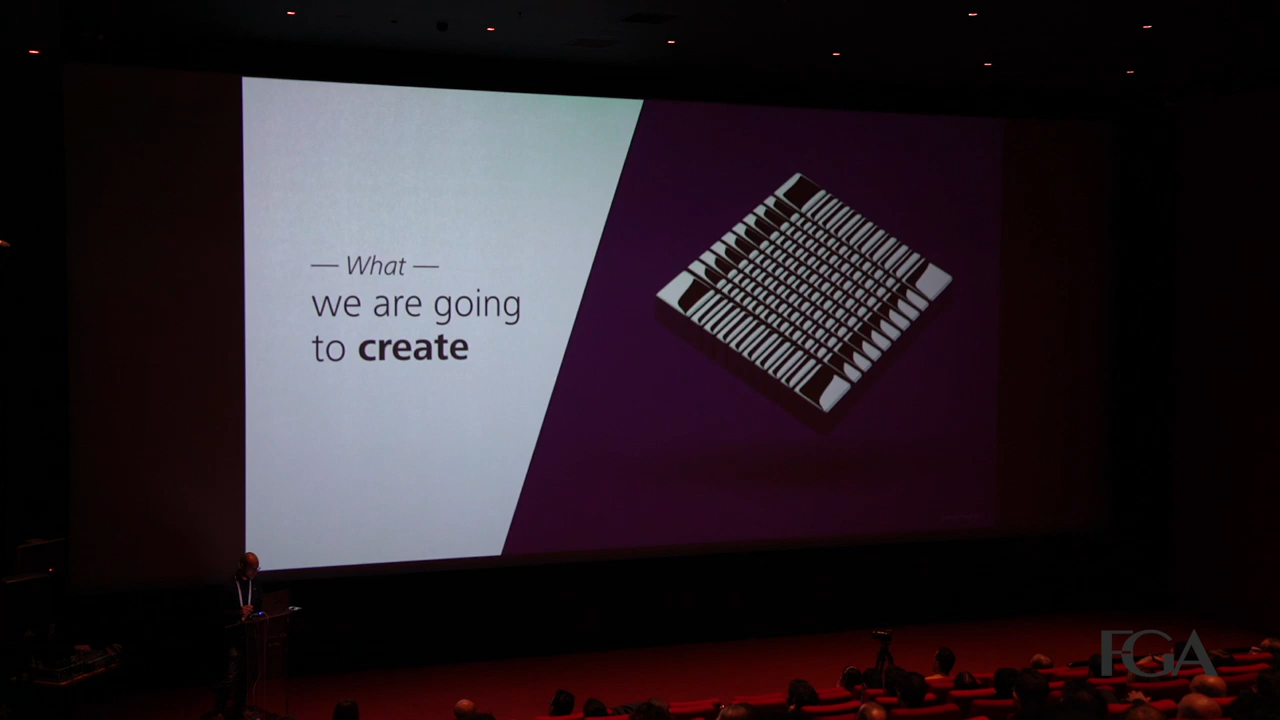 — What —
we are going
to create
FGA